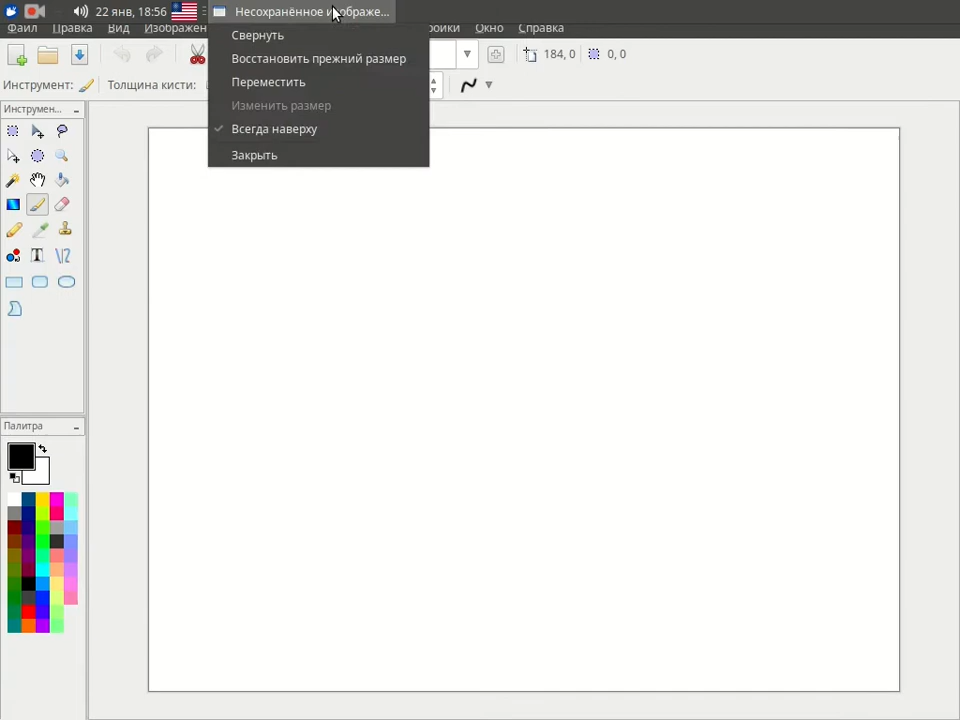 22 янв, 18:56
Несохранённое изображе...
Файл Правка Вид Изображен ройки Окно Справка
Свернуть
Восстановить прежний размер
Переместить
Изменить размер
Всегда наверху
Закрыть
184, 0
0, 0
Инструмент:
Толщина кисти:
Инструмен...
Палитра